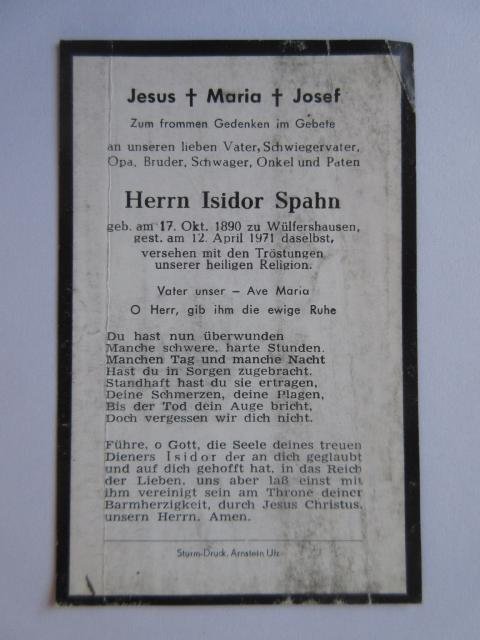 Jesus † Maria † Josef
Zum frommen Gedenken im Gebete
an unseren lieben Vater, Schwiegervater,
Opa, Bruder, Schwager, Onkel und Paten
Herrn Isidor Spahn
geb. am 17. Okt. 1890 zu Wülfershausen,
gest. am 12. April 1971 daselbst,
versehen mit den Tröstungen
unserer heiligen Religion.
Vater unser – Ave Maria
O Herr, gib ihm die ewige Ruhe
Du hast nun überwunden
Manche schwere, harte Stunden.
Manchen Tag und manche Nacht
Hast du in Sorgen zugebracht.
Standhaft hast du sie ertragen,
Deine Schmerzen, deine Plagen,
Bis der Tod dein Auge bricht,
Doch vergessen wir dich nicht.
Führe, o Gott, die Seele deines treuen
Dieners Isidor der an dich geglaubt
und auf dich gehofft hat, in das Reich
der Lieben, uns aber laß einst mit
ihm vereinigt sein am Throne deiner
Barmherzigkeit, durch Jesus Christus,
unsern Herrn. Amen.
Sturm-Druck, Arnstein Ufr